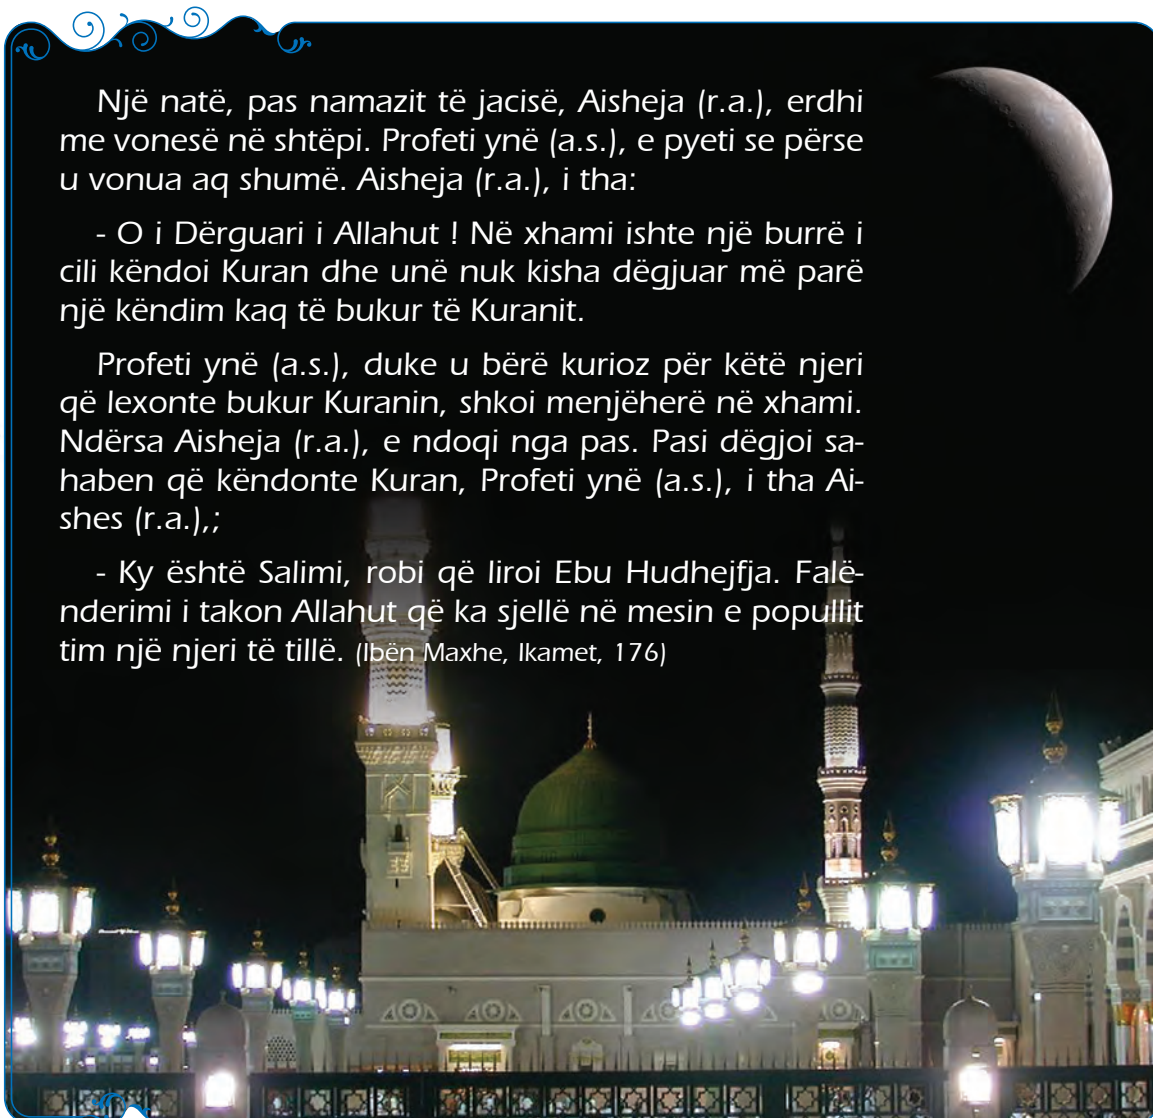 Një natë, pas namazit të jacisë, Aisheja (r.a.), erdhi
me vonesë në shtëpi. Profeti ynë (a.s.), e pyeti se përse
u vonua aq shumë. Aisheja (r.a.), i tha:
- O i Dërguari i Allahut ! Në xhami ishte një burrë i
cili këndoi Kuran dhe unë nuk kisha dëgjuar më parë
një këndim kaq të bukur të Kuranit.
Profeti ynë (a.s.), duke u bërë kurioz për këtë njeri
që lexonte bukur Kuranin, shkoi menjëherë në xhami.
Ndërsa Aisheja (r.a.), e ndoqi nga pas. Pasi dëgjoi sa-
haben që këndonte Kuran, Profeti ynë (a.s.), i tha Ai-
shes (r.a.),;
- Ky është Salimi, robi që liroi Ebu Hudhejfja. Falë-
nderimi i takon Allahut që ka sjellë në mesin e popullit
tim një njeri të tillë. (Ibën Maxhe, Ikamet, 176)